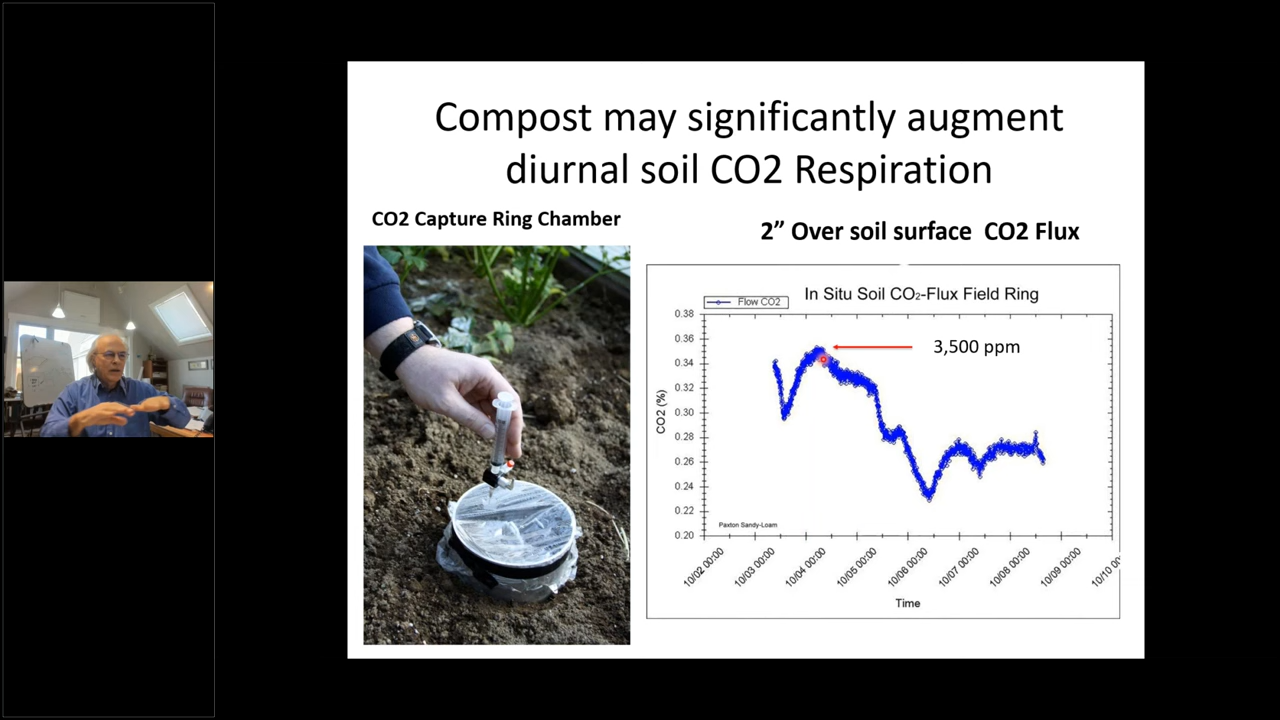 Compost may significantly augment
diurnal soil CO2 Respiration
CO2 Capture Ring Chamber
2” Over soil surface CO2 Flux
In Situ Soil CO₂-Flux Field Ring
Flow CO2
0.38
0.36
0.34
0.32
0.30
0.28
0.26
0.24
0.22
0.20
CO2 (%)
3,500 ppm
Paxton Sandy-Loam
10/02 00:00
10/03 00:00
10/04 00:00
10/05 00:00
10/06 00:00
10/07 00:00
10/08 00:00
10/09 00:00
10/10 00:
Time